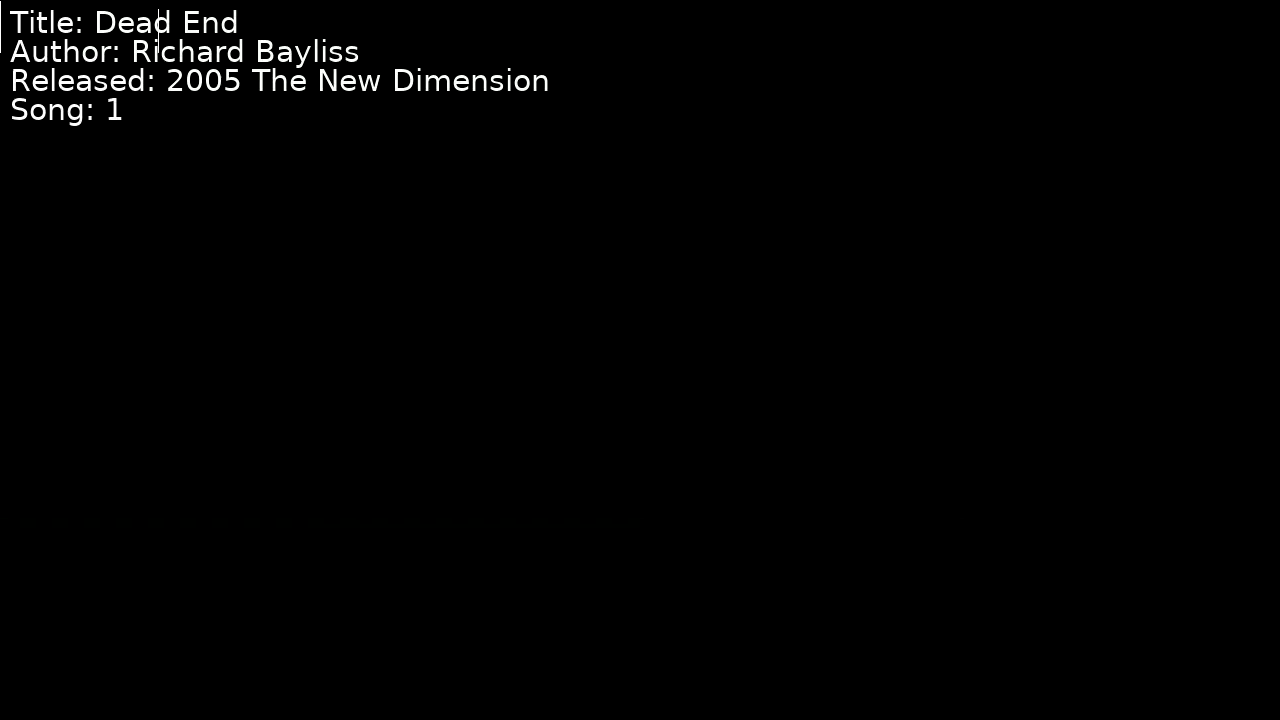 Title: Dead End
Author: Richard Bayliss
Released: 2005 The New Dimension
Song: 1